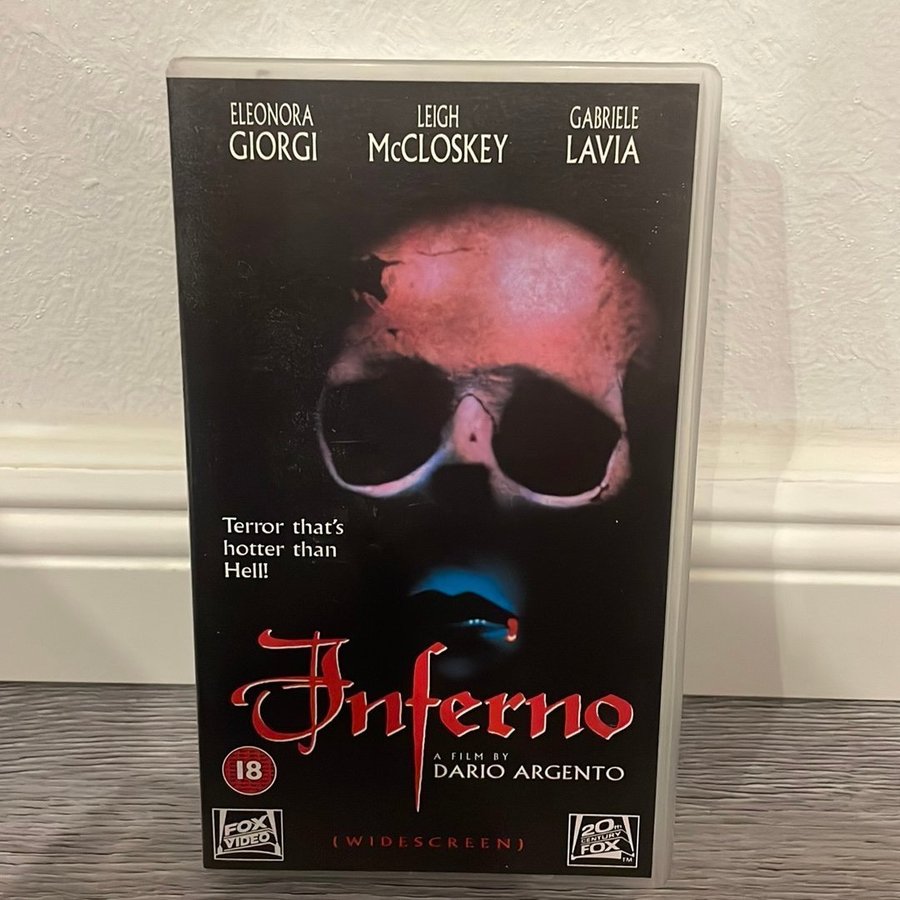 ELEONORA
GIORGI
LEIGH
McCLOSKEY
GABRIELE
LAVIA
Terror that's
hotter than
Hell!
Inferno
A FILM BY
DARIO ARGENTO
18
FOX
VIDEO
(WIDESCREEN)
20th
CENTURY
FOX
TM